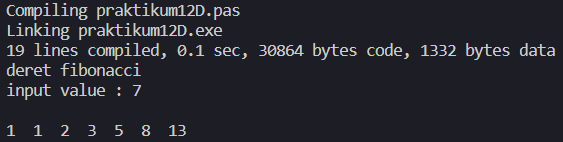 Compiling praktikum12D.pas
Linking praktikum12D.exe
19 lines compiled, 0.1 sec, 30864 bytes code, 1332 bytes data
deret fibonacci
input value : 7
1 1 2 3 5 8 13